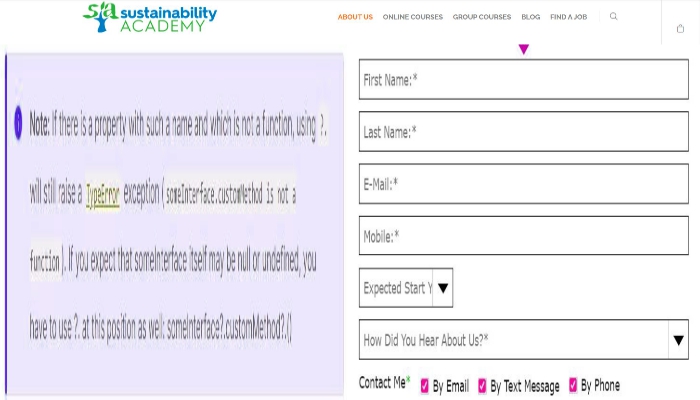 sustainability
ACADEMY
ABOUT US ONLINE COURSES GROUP COURSES BLOG FIND A JOB
Note: If there is a property with such a name and which is not a function, using ?.
will still raise a TypeError exception (someInterface.customMethod is not a
function). If you expect that someInterface itself may be null or undefined, you
have to use ?. at this position as well: someInterface?.customMethod?.()
First Name:*
Last Name:*
E-Mail:*
Mobile:*
Expected Start Y
How Did You Hear About Us?*
Contact Me* By Email By Text Message By Phone